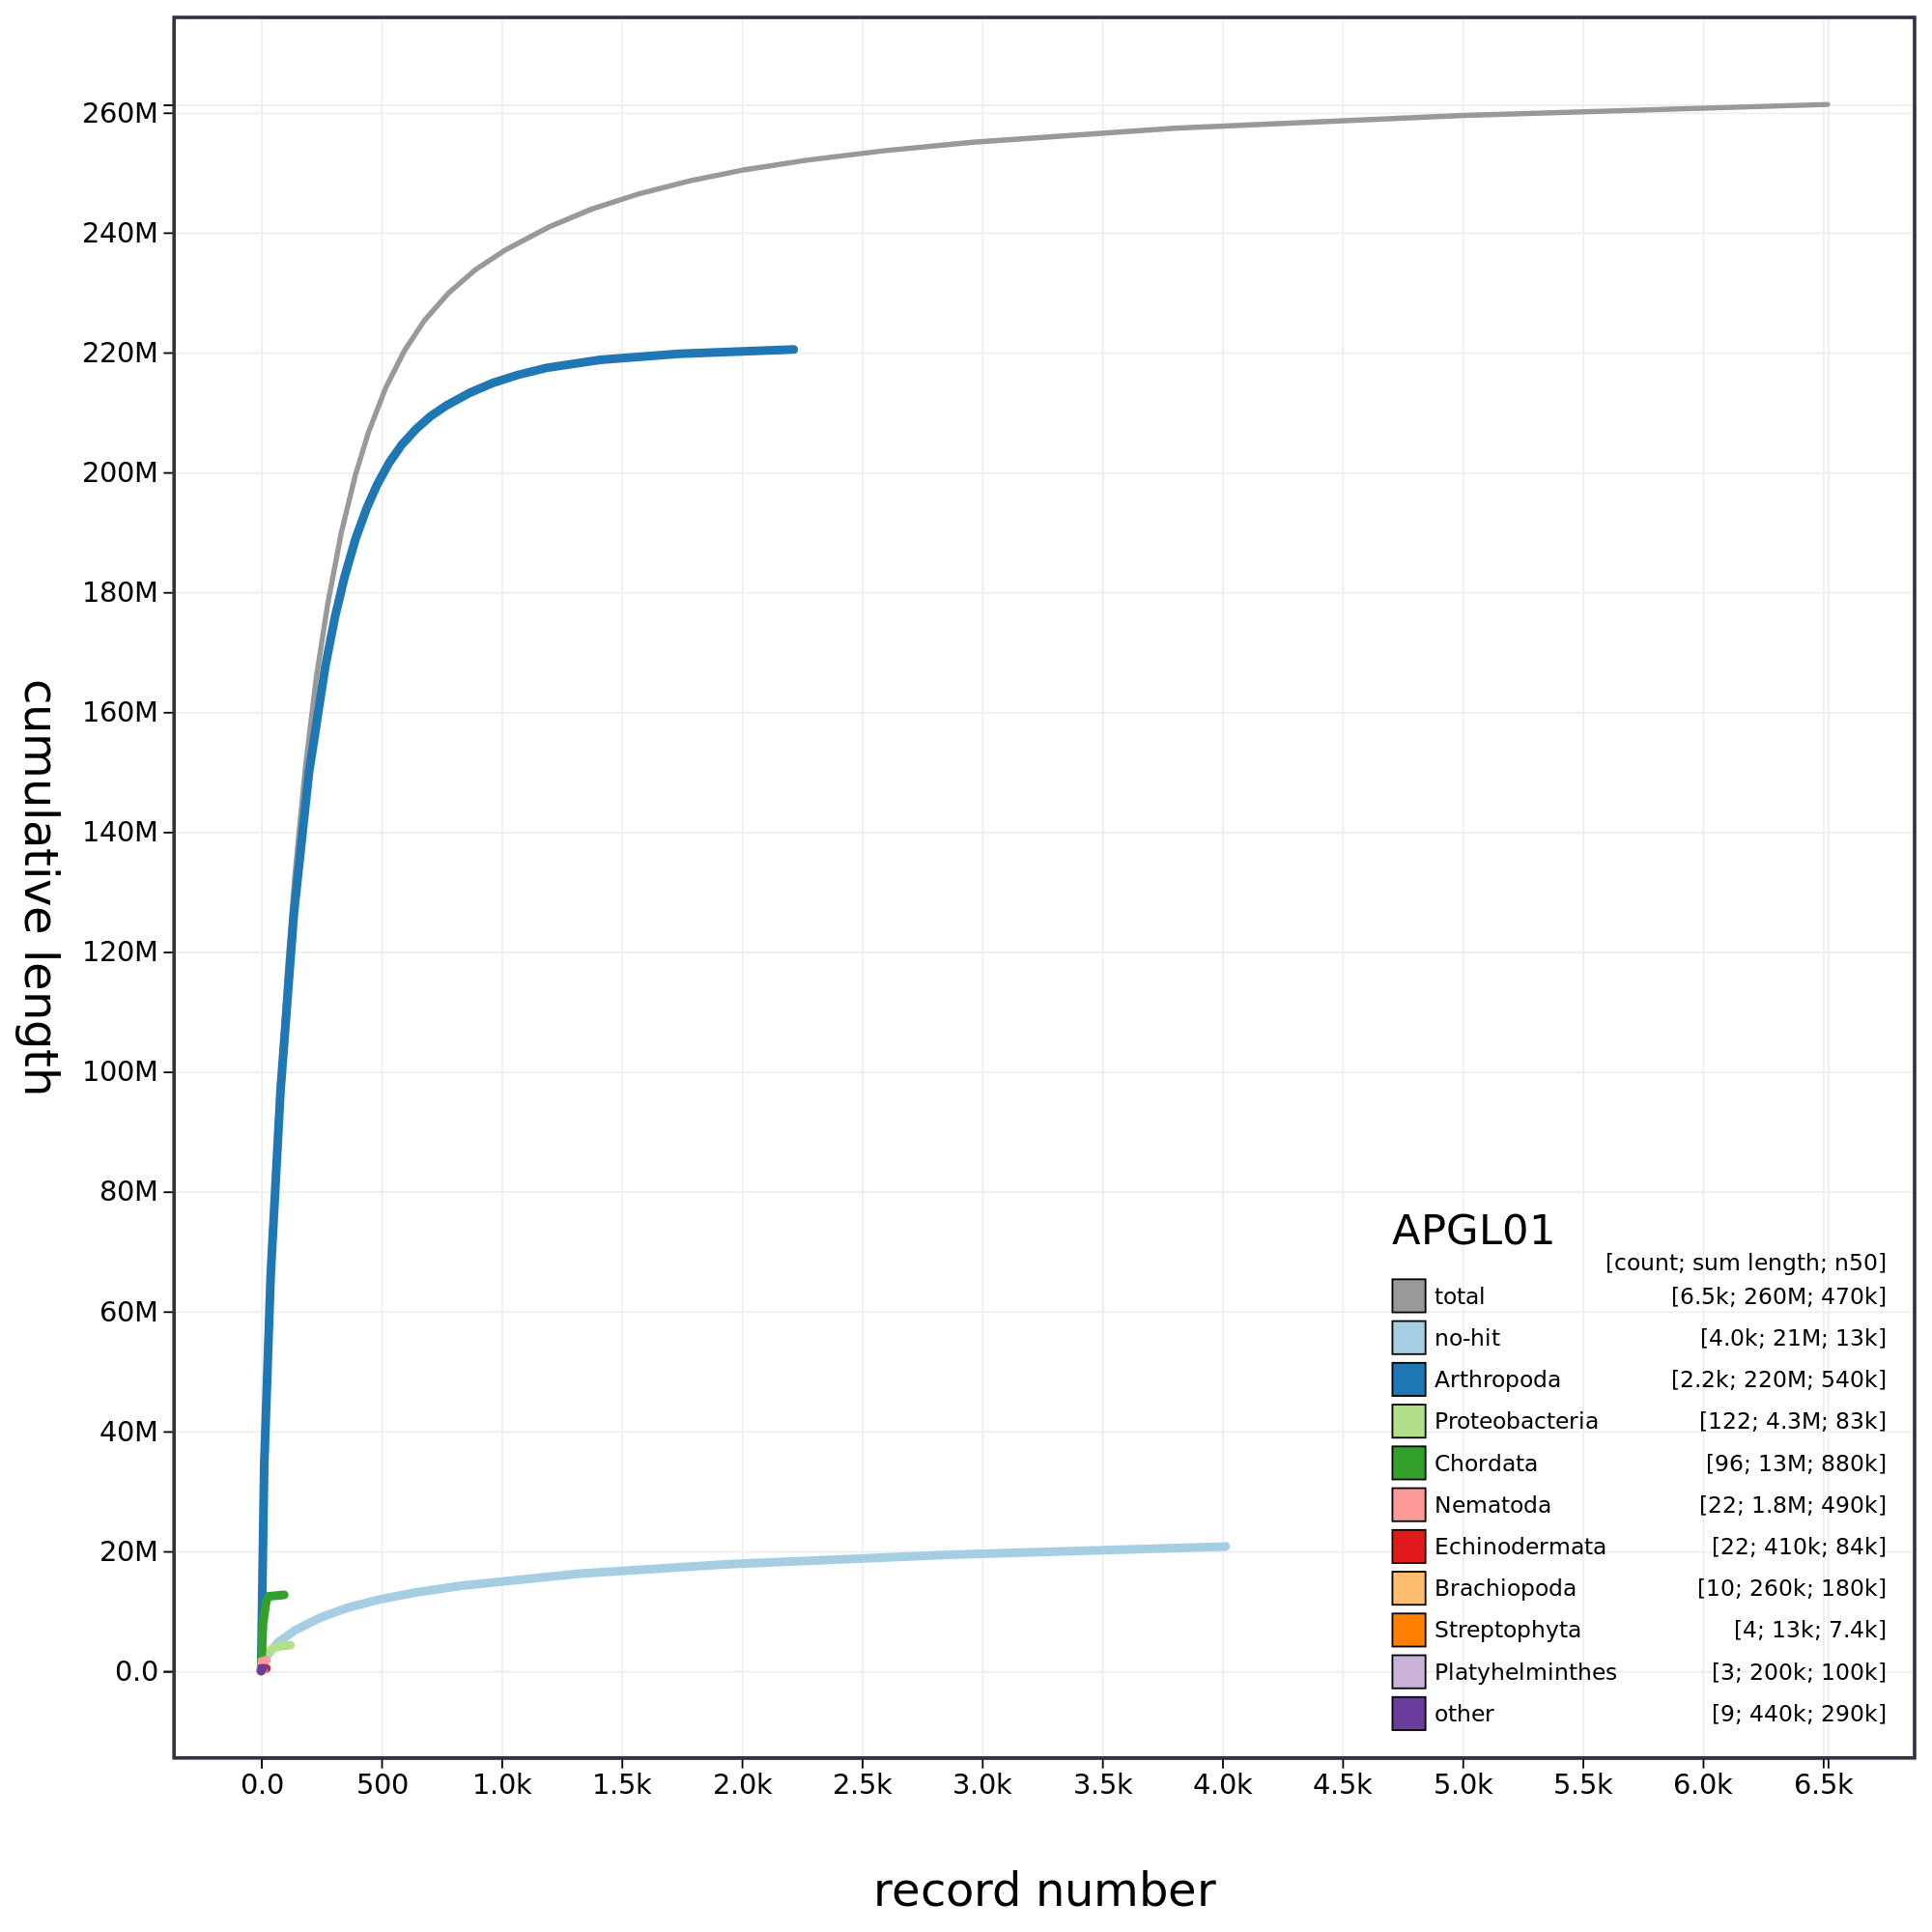 260M
240M
220M
200M
180M
160M
140M
120M
100M
80M
60M
40M
20M
0.0
cumulative length
APGL01
[count; sum length; n50]
total [6.5k; 260M; 470k]
no-hit [4.0k; 21M; 13k]
Arthropoda [2.2k; 220M; 540k]
Proteobacteria [122; 4.3M; 83k]
Chordata [96; 13M; 880k]
Nematoda [22; 1.8M; 490k]
Echinodermata [22; 410k; 84k]
Brachiopoda [10; 260k; 180k]
Streptophyta [4; 13k; 7.4k]
Platyhelminthes [3; 200k; 100k]
other [9; 440k; 290k]
0.0 500 1.0k 1.5k 2.0k 2.5k 3.0k 3.5k 4.0k 4.5k 5.0k 5.5k 6.0k 6.5k
record number